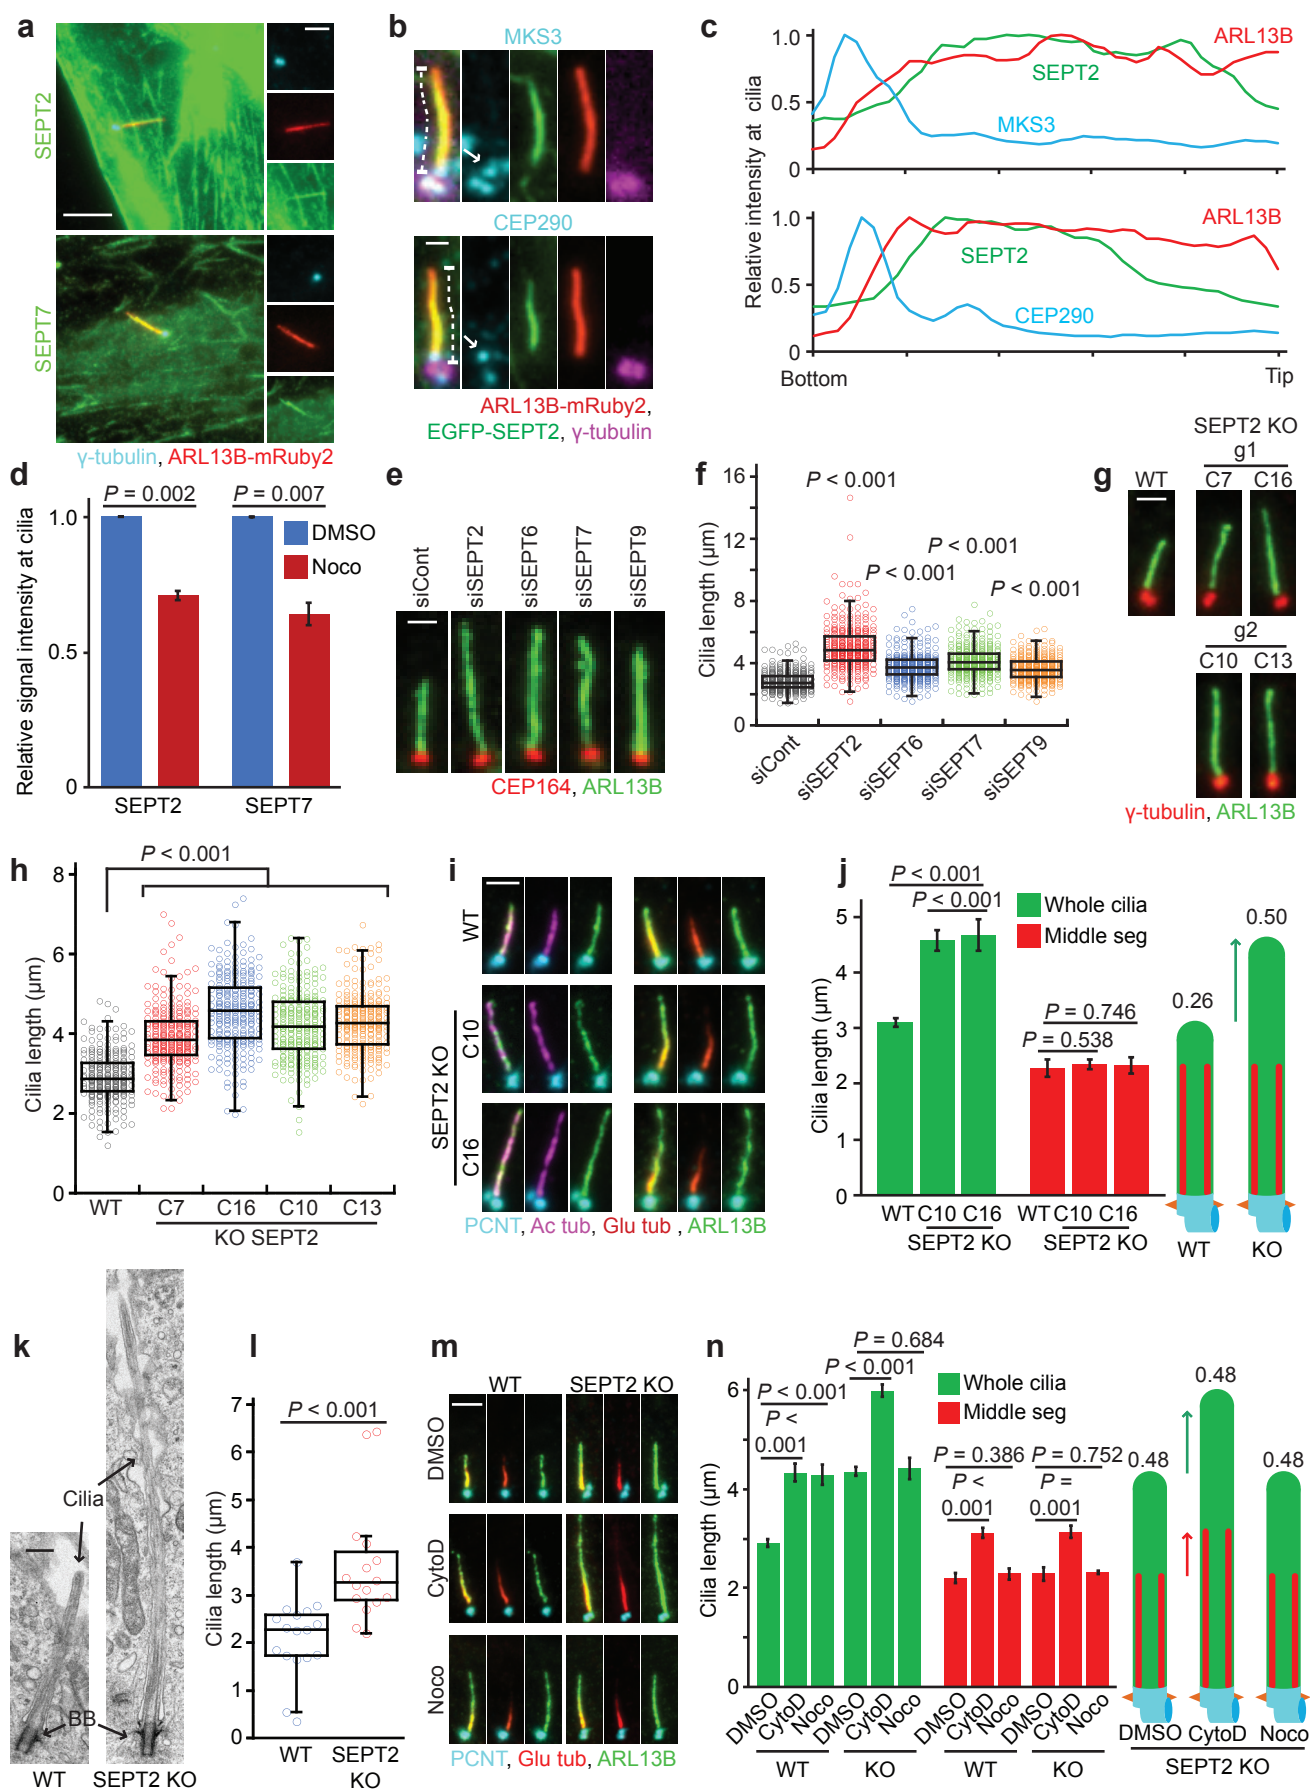 a
SEPT2
SEPT7
γ-tubulin, ARL13B-mRuby2
b
MKS3
CEP290
ARL13B-mRuby2,
EGFP-SEPT2, γ-tubulin
c
Relative intensity at cilia
1.0
0.5
0
ARL13B
SEPT2
MKS3
1.0
0.5
0
ARL13B
SEPT2
CEP290
Bottom
Tip
d
Relative signal intensity at cilia
P = 0.002
P = 0.007
1.0
0.5
0
DMSO
Noco
SEPT2
SEPT7
e
siCont
siSEPT2
siSEPT6
siSEPT7
siSEPT9
CEP164, ARL13B
f
Cilia length (μm)
16
12
8
4
0
P < 0.001
P < 0.001
P < 0.001
P < 0.001
siCont
siSEPT2
siSEPT6
siSEPT7
siSEPT9
g
SEPT2 KO
g1
WT
C7
C16
g2
C10
C13
γ-tubulin, ARL13B
h
Cilia length (μm)
8
6
4
2
0
P < 0.001
WT
C7
C16
C10
C13
KO SEPT2
i
WT
SEPT2 KO
C10
C16
PCNT, Ac tub, Glu tub , ARL13B
j
Cilia length (μm)
5
4
3
2
1
0
P < 0.001
P < 0.001
Whole cilia
Middle seg
P = 0.746
P = 0.538
WT
C10
C16
SEPT2 KO
WT
C10
C16
SEPT2 KO
0.26
0.50
WT
KO
k
Cilia
BB
WT
SEPT2 KO
l
Cilia length (μm)
7
6
5
4
3
2
1
0
P < 0.001
WT
SEPT2
KO
m
WT
SEPT2 KO
DMSO
CytoD
Noco
PCNT, Glu tub, ARL13B
n
Cilia length (μm)
6
4
2
0
P = 0.684
P < 0.001
P < 0.001
P <
0.001
Whole cilia
Middle seg
P = 0.386
P = 0.752
P <
0.001
P =
0.001
DMSO
CytoD
Noco
DMSO
CytoD
Noco
DMSO
CytoD
Noco
DMSO
CytoD
Noco
WT
KO
WT
KO
0.48
0.48
0.48
DMSO
CytoD
Noco
SEPT2 KO